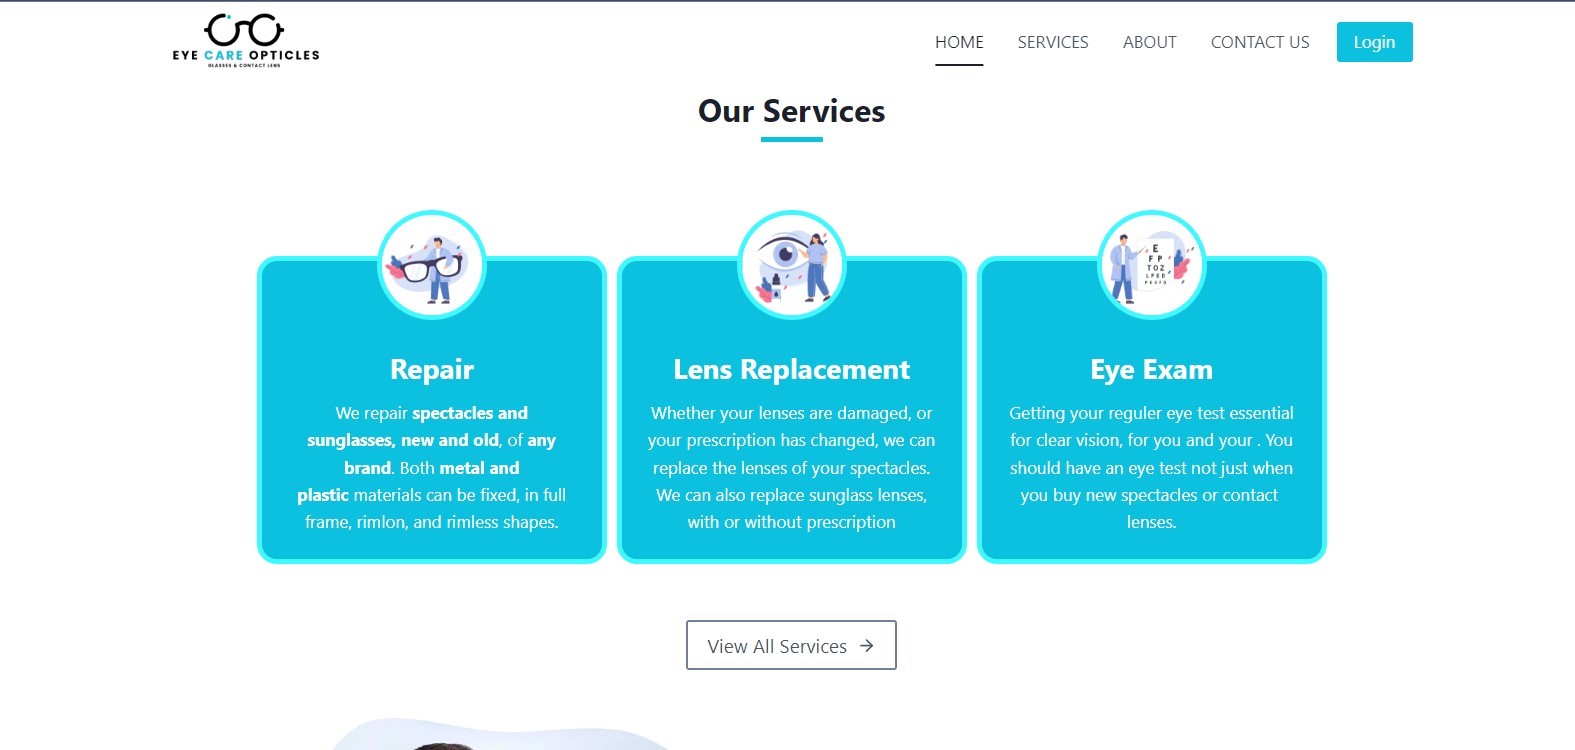 EYE CARE OPTICLES
GLASSES & CONTACT LENS
HOME SERVICES ABOUT CONTACT US Login
Our Services
Repair
We repair spectacles and
sunglasses, new and old, of any
brand. Both metal and
plastic materials can be fixed, in full
frame, rimlon, and rimless shapes.
Lens Replacement
Whether your lenses are damaged, or
your prescription has changed, we can
replace the lenses of your spectacles.
We can also replace sunglass lenses,
with or without prescription
E
F P
TOZ
LPED
Eye Exam
Getting your reguler eye test essential
for clear vision, for you and your . You
should have an eye test not just when
you buy new spectacles or contact
lenses.
View All Services